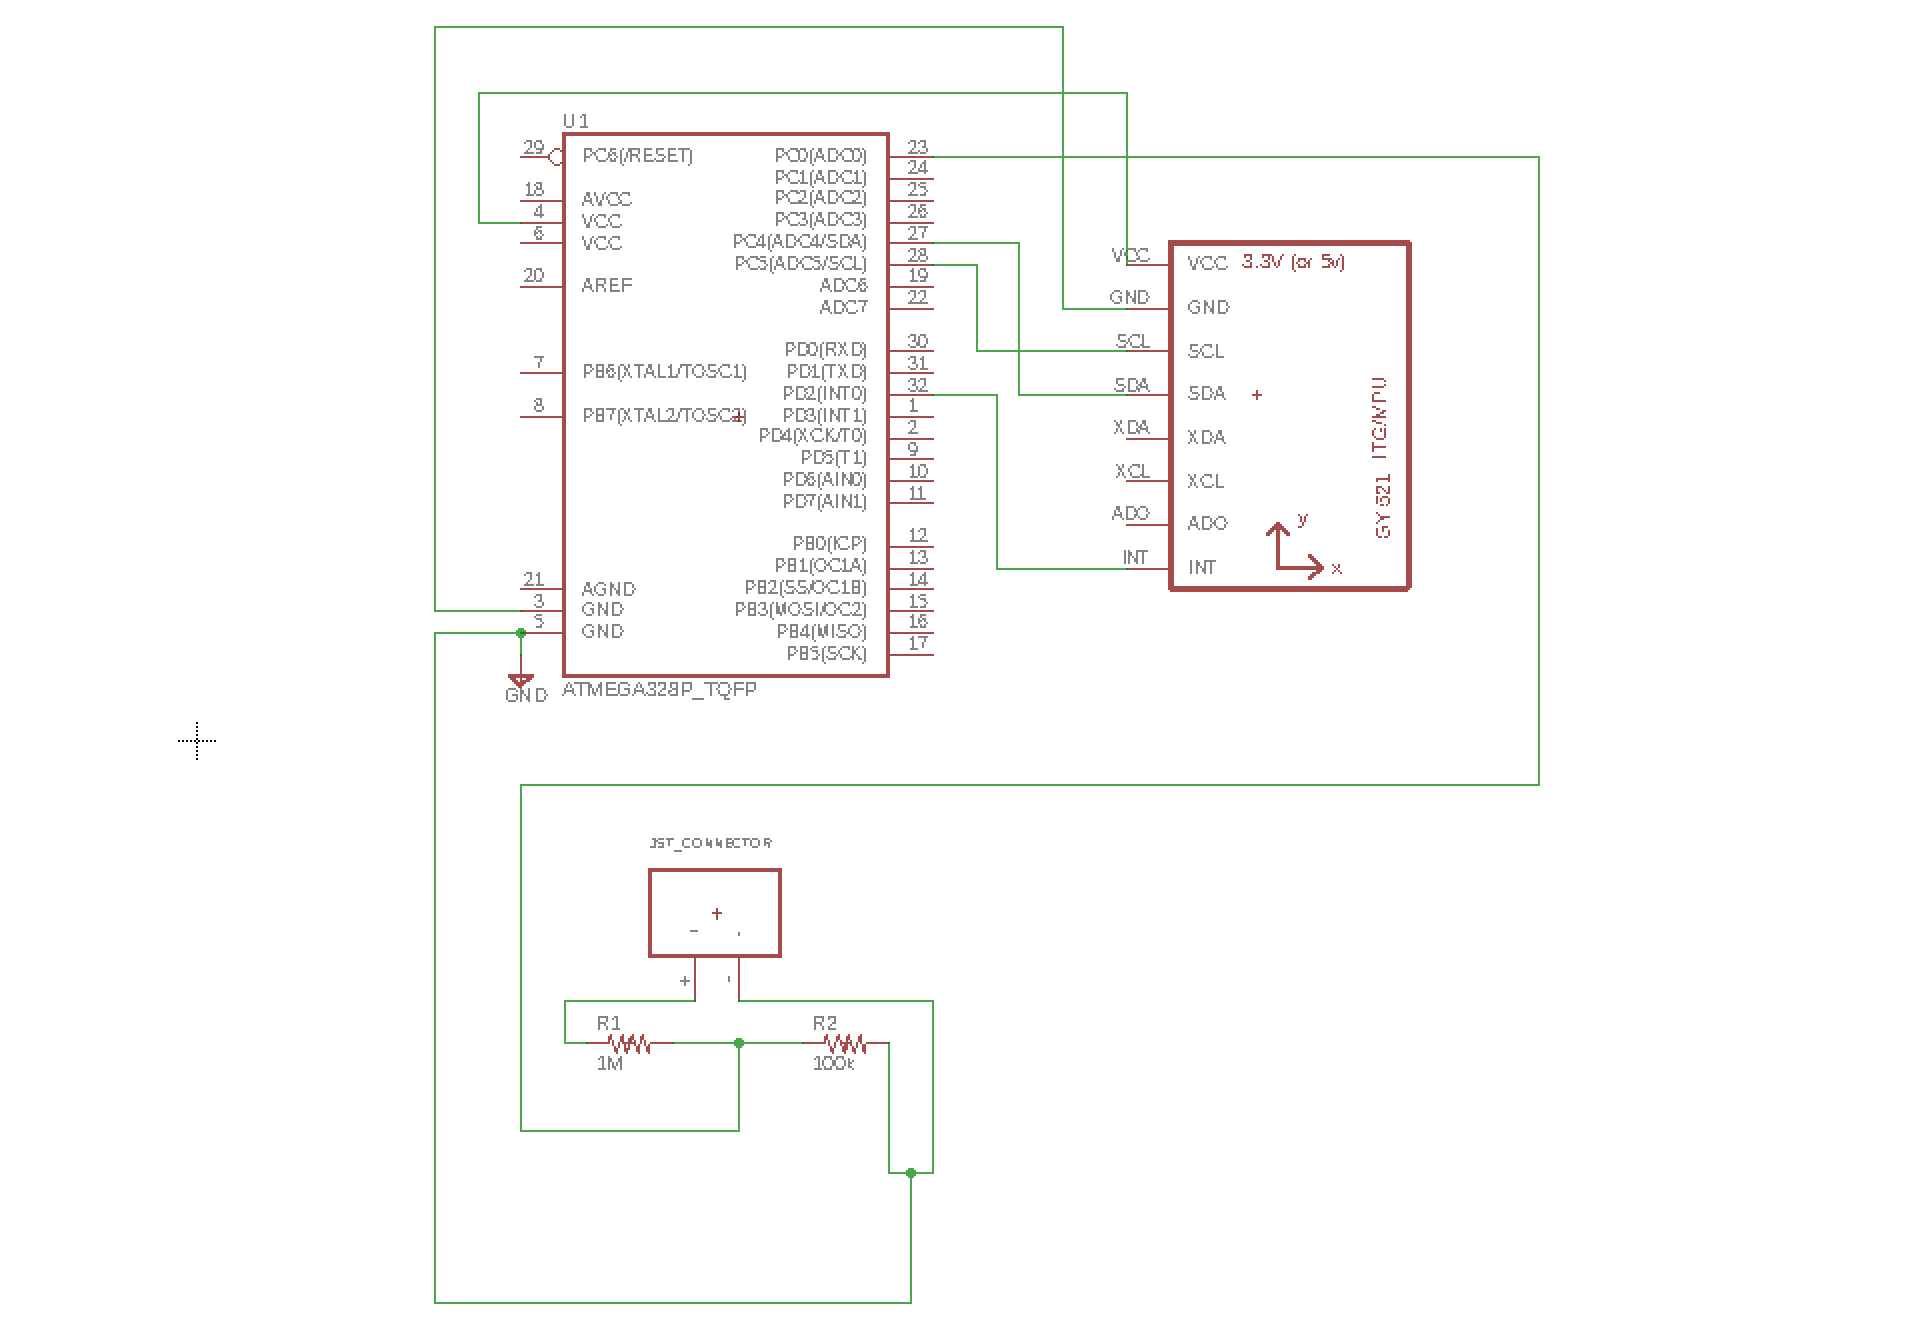 U1
29 PC6(/RESET)
18 AVCC
4 VCC
6 VCC
20 AREF
7 PB6(XTAL1/TOSC1)
8 PB7(XTAL2/TOSC2)
21 AGND
3 GND
5 GND
GND
ATMEGA328P_TQFP
PC0(ADC0) 23
PC1(ADC1) 24
PC2(ADC2) 25
PC3(ADC3) 26
PC4(ADC4/SDA) 27
PC5(ADC5/SCL) 28
ADC6 19
ADC7 22
PD0(RXD) 30
PD1(TXD) 31
PD2(INT0) 32
PD3(INT1) 1
PD4(XCK/T0) 2
PD5(T1) 9
PD6(AIN0) 10
PD7(AIN1) 11
PB0(ICP) 12
PB1(OC1A) 13
PB2(SS/OC1B) 14
PB3(MOSI/OC2) 15
PB4(MISO) 16
PB5(SCK) 17
VCC VCC 3.3V (or 5v)
GND GND
SCL SCL
SDA SDA
XDA XDA
XCL XCL
ADO ADO
INT INT
y
x
GY 521 ITG/MPU
JST_CONNECTOR
+ -
R1
1M
R2
100k